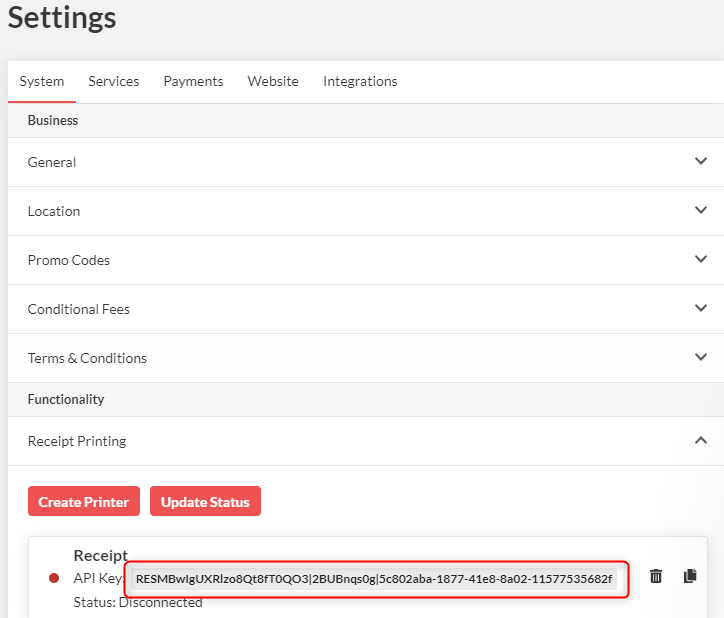 Settings
System Services Payments Website Integrations
Business
General
Location
Promo Codes
Conditional Fees
Terms & Conditions
Functionality
Receipt Printing
Create Printer Update Status
Receipt
API Key: RESMBwIgUXRlzo8Qt8fT0QO3|2BUBnqs0g|5c802aba-1877-41e8-8a02-11577535682f
Status: Disconnected